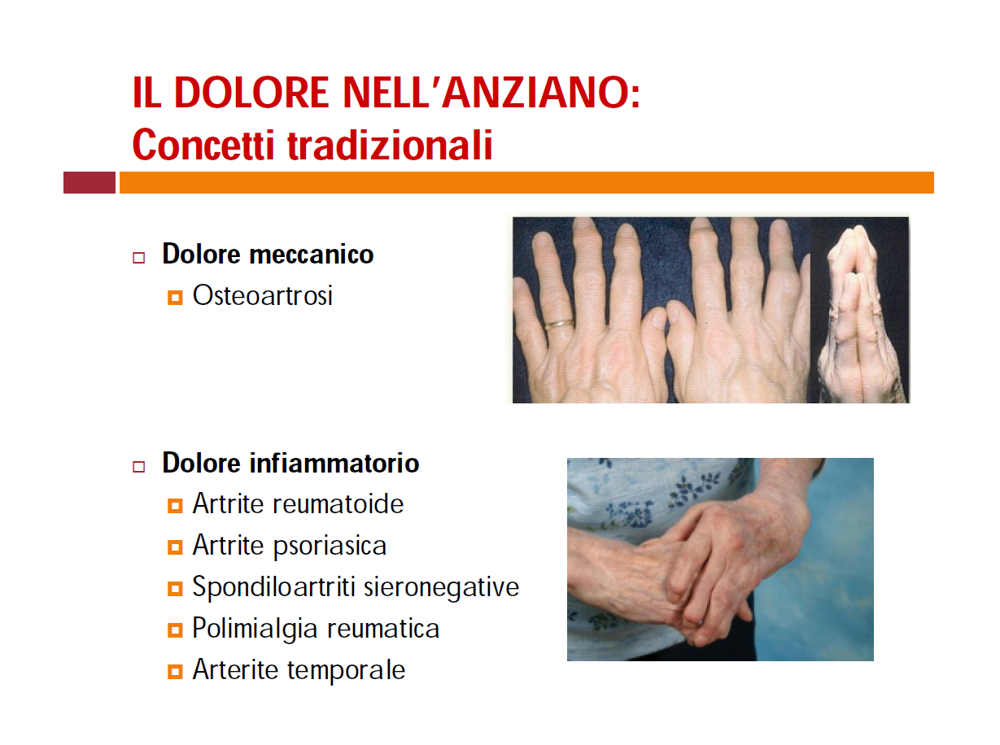 IL DOLORE NELL'ANZIANO:
Concetti tradizionali
Dolore meccanico
Osteoartrosi
Dolore infiammatorio
Artrite reumatoide
Artrite psoriasica
Spondiloartriti sieronegative
Polimialgia reumatica
Arterite temporale